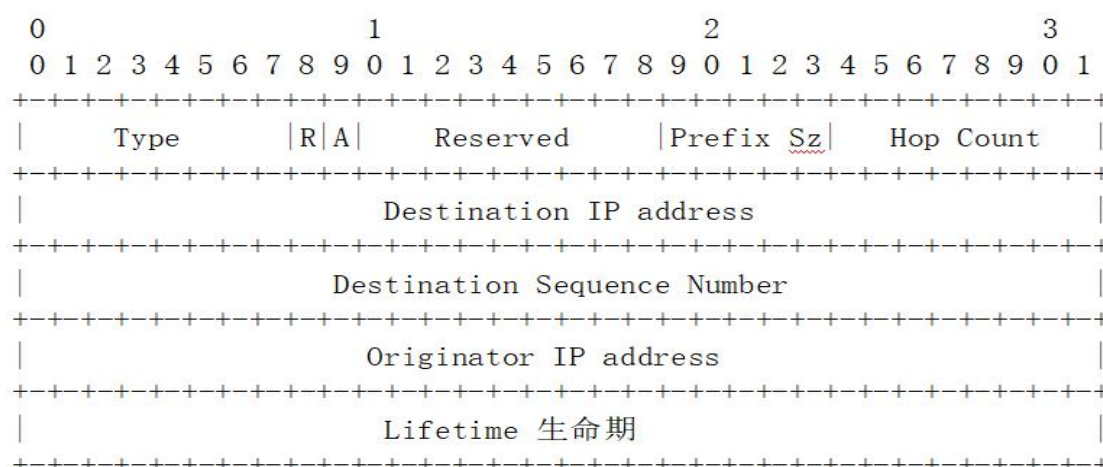 0 1 2 3
0 1 2 3 4 5 6 7 8 9 0 1 2 3 4 5 6 7 8 9 0 1 2 3 4 5 6 7 8 9 0 1
+-+-+-+-+-+-+-+-+-+-+-+-+-+-+-+-+-+-+-+-+-+-+-+-+-+-+-+-+-+-+-+-+
| Type |R|A| Reserved |Prefix Sz| Hop Count |
+-+-+-+-+-+-+-+-+-+-+-+-+-+-+-+-+-+-+-+-+-+-+-+-+-+-+-+-+-+-+-+-+
| Destination IP address |
+-+-+-+-+-+-+-+-+-+-+-+-+-+-+-+-+-+-+-+-+-+-+-+-+-+-+-+-+-+-+-+-+
| Destination Sequence Number |
+-+-+-+-+-+-+-+-+-+-+-+-+-+-+-+-+-+-+-+-+-+-+-+-+-+-+-+-+-+-+-+-+
| Originator IP address |
+-+-+-+-+-+-+-+-+-+-+-+-+-+-+-+-+-+-+-+-+-+-+-+-+-+-+-+-+-+-+-+-+
| Lifetime 生命期 |
+-+-+-+-+-+-+-+-+-+-+-+-+-+-+-+-+-+-+-+-+-+-+-+-+-+-+-+-+-+-+-+-+